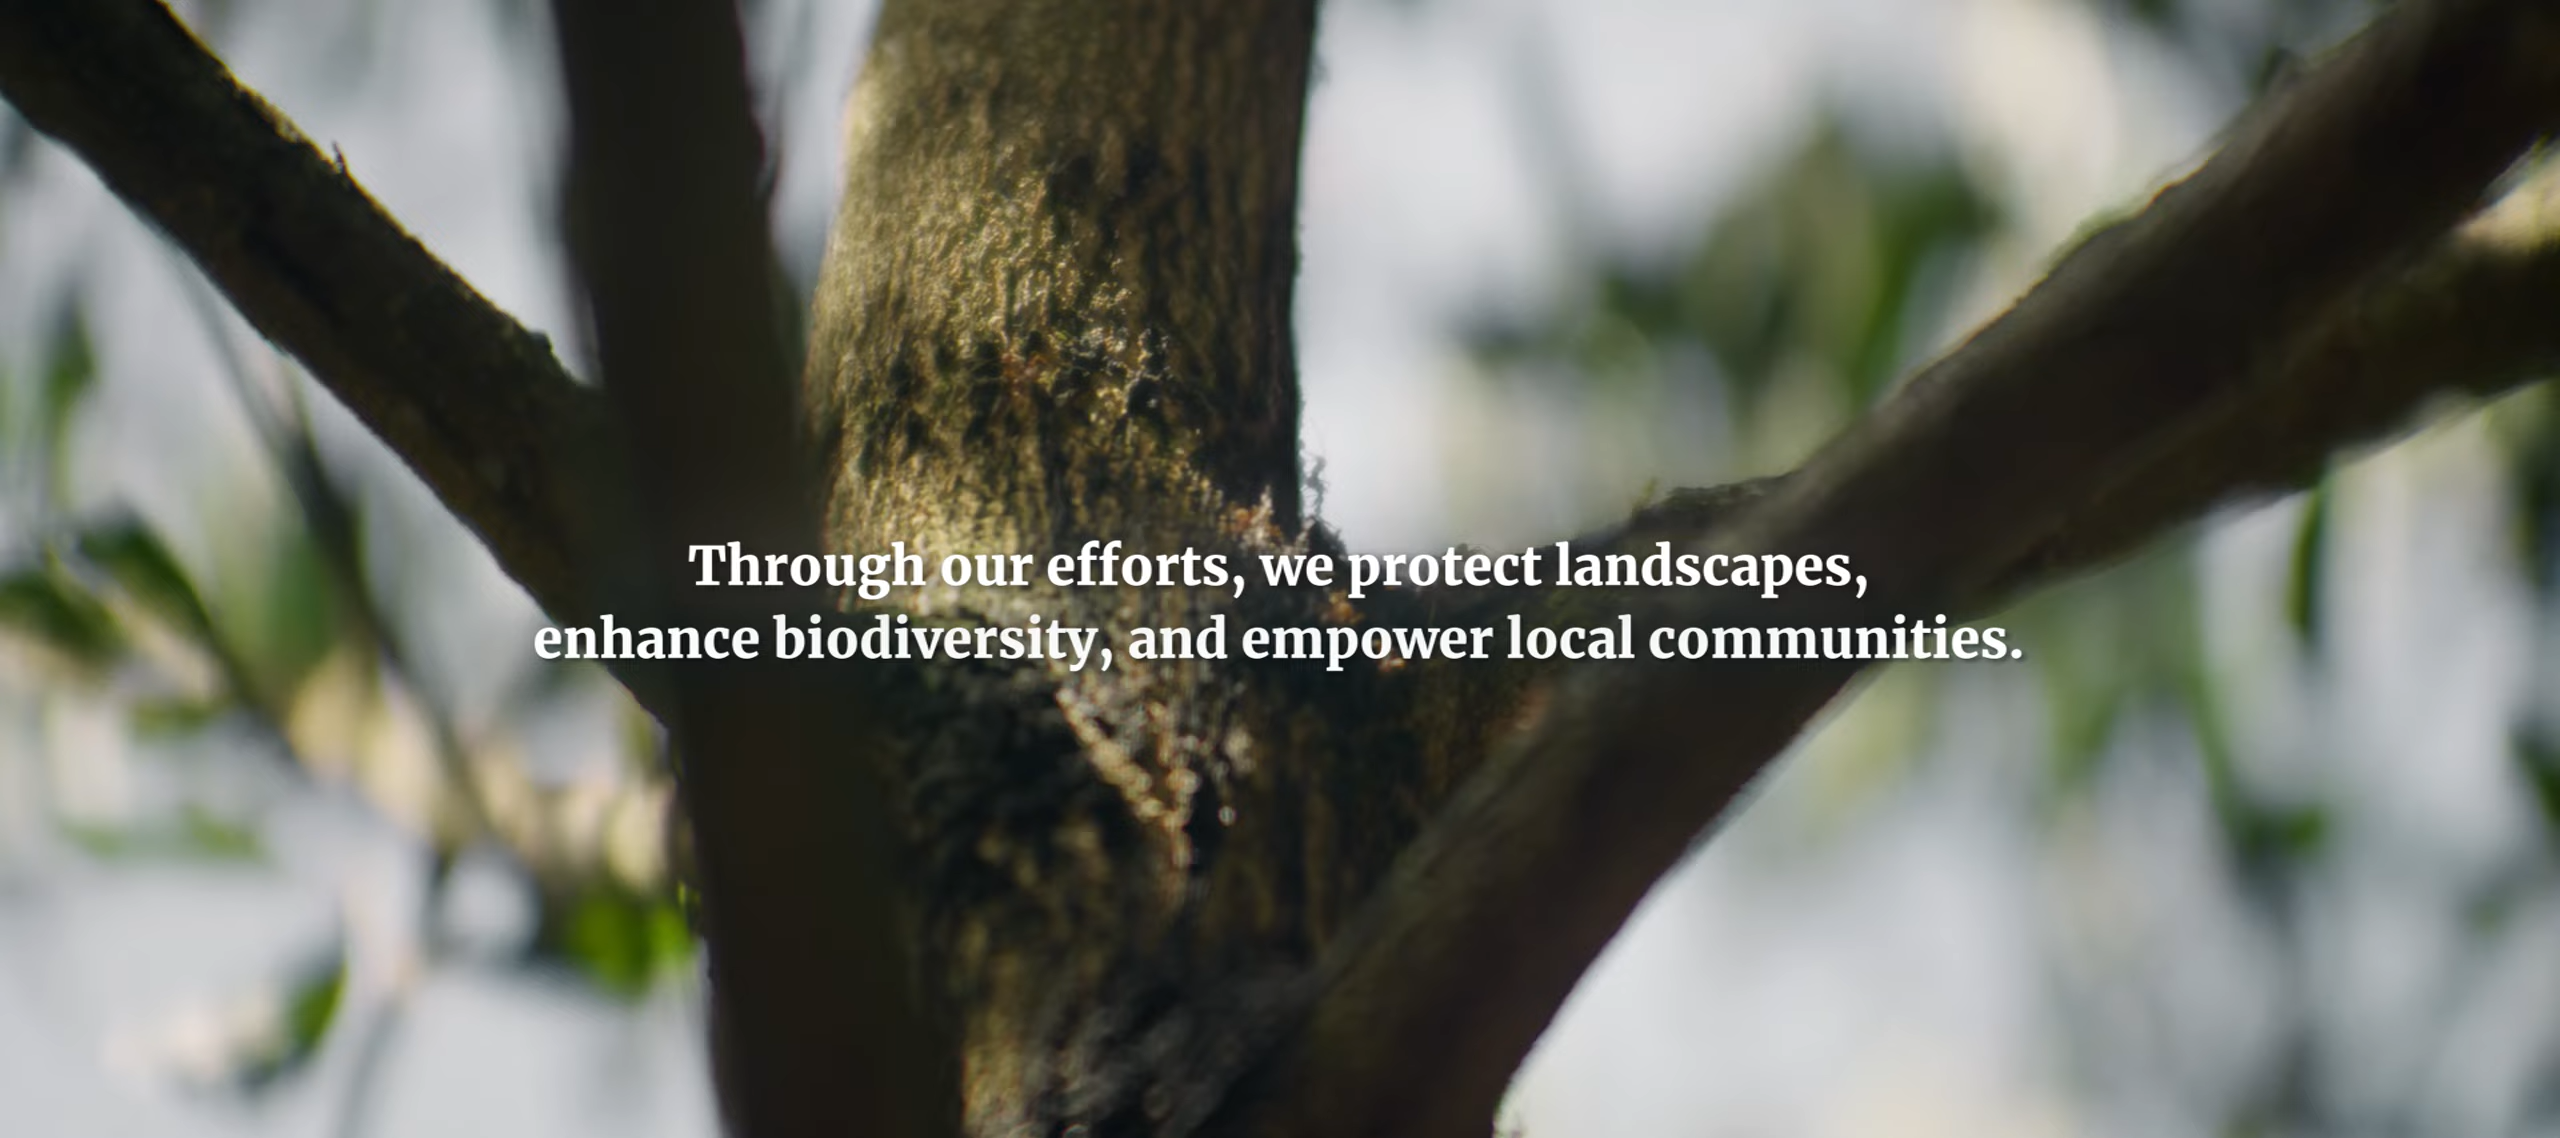 Through our efforts, we protect landscapes,
enhance biodiversity, and empower local communities.